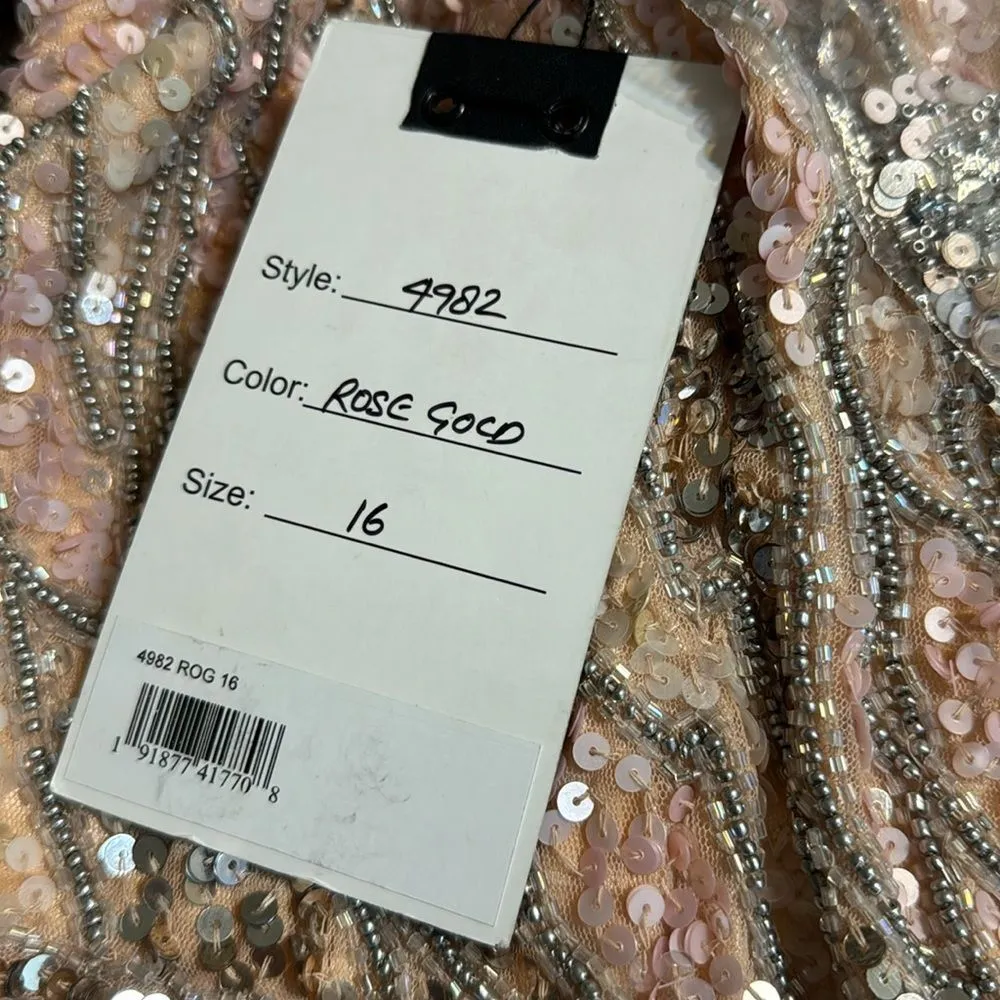 Style: 4982
Color: ROSE GOLD
Size: 16
4982 ROG 16
1 91877 41770 8